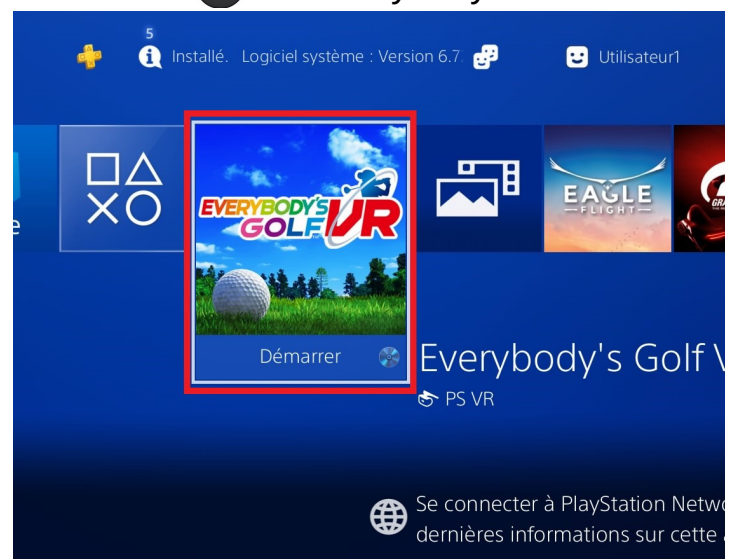 5
Installé. Logiciel système : Version 6.7
Utilisateur1
e
EVERYBODY'S
GOLF VR
EAGLE
FLIGHT
Démarrer
Everybody's Golf V
PS VR
Se connecter à PlayStation Netwo
dernières informations sur cette a